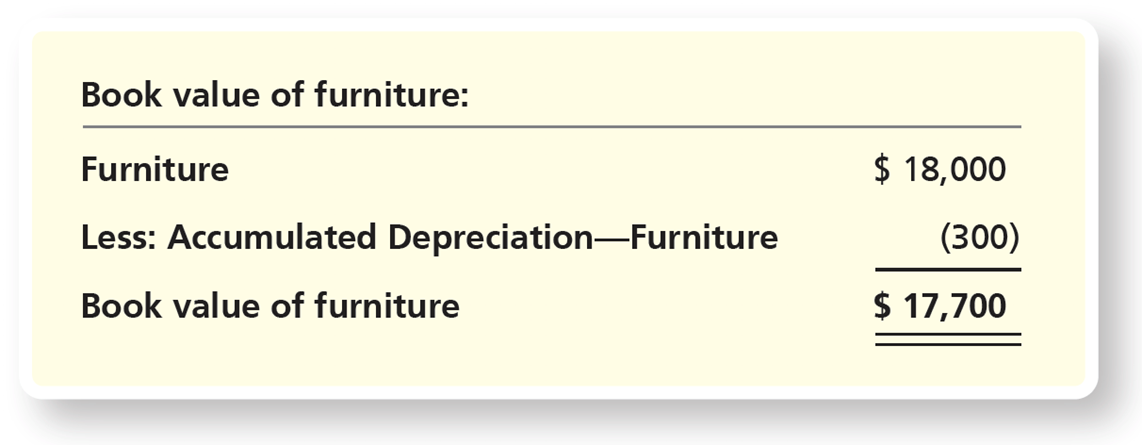 Book value of furniture:
Furniture $ 18,000
Less: Accumulated Depreciation—Furniture (300)
Book value of furniture $ 17,700